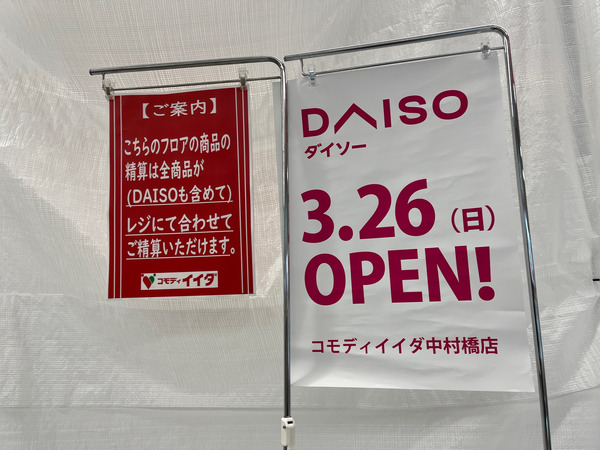 【ご案内】
こちらのフロアの商品の
精算は全商品が
(DAISOも含めて)
レジにて合わせて
ご精算いただけます。
コモディイイダ
DAISO
ダイソー
3.26(日)
OPEN!
コモディイイダ中村橋店